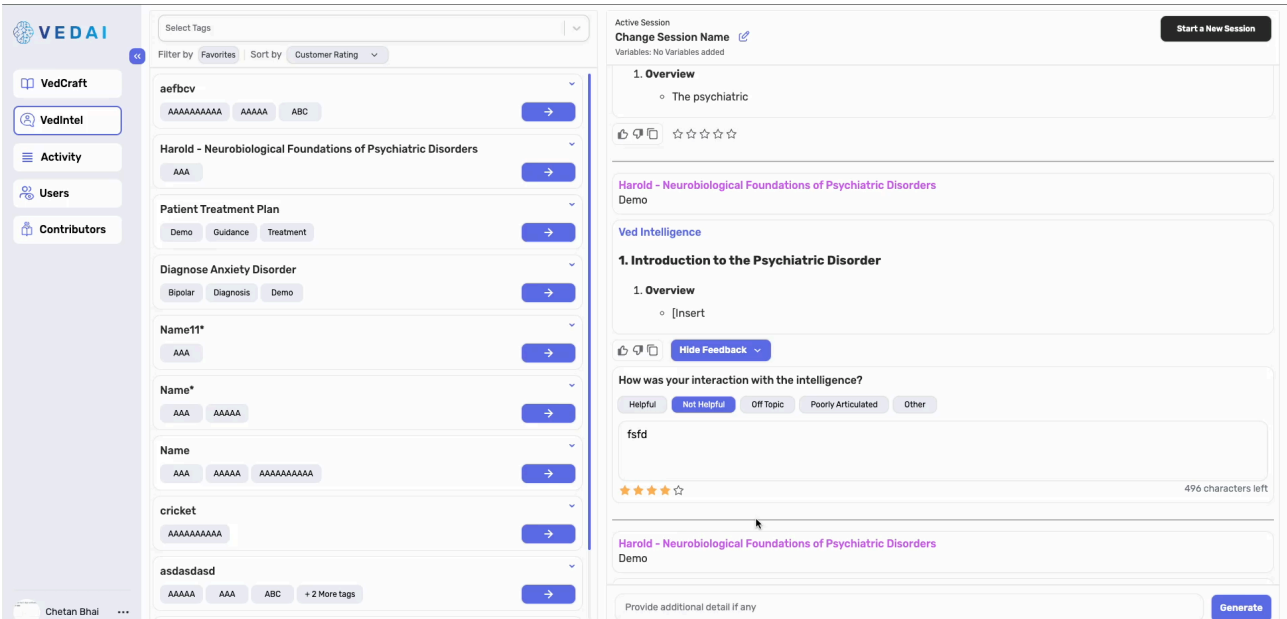 VEDAI
VedCraft
VedIntel
Activity
Users
Contributors
Chetan Bhai
Select Tags
Filter by Favorites Sort by Customer Rating
aefbcv
AAAAAAAAAA AAAAA ABC
Harold - Neurobiological Foundations of Psychiatric Disorders
AAA
Patient Treatment Plan
Demo Guidance Treatment
Diagnose Anxiety Disorder
Bipolar Diagnosis Demo
Name11*
AAA
Name*
AAA AAAAA
Name
AAA AAAAA AAAAAAAAAA
cricket
AAAAAAAAAA
asdasdasd
AAAAA AAA ABC + 2 More tags
Active Session
Change Session Name
Variables: No Variables added
Start a New Session
1. Overview
The psychiatric
Harold - Neurobiological Foundations of Psychiatric Disorders
Demo
Ved Intelligence
1. Introduction to the Psychiatric Disorder
1. Overview
[Insert
Hide Feedback
How was your interaction with the intelligence?
Helpful Not Helpful Off Topic Poorly Articulated Other
fsfd
496 characters left
Harold - Neurobiological Foundations of Psychiatric Disorders
Demo
Provide additional detail if any
Generate